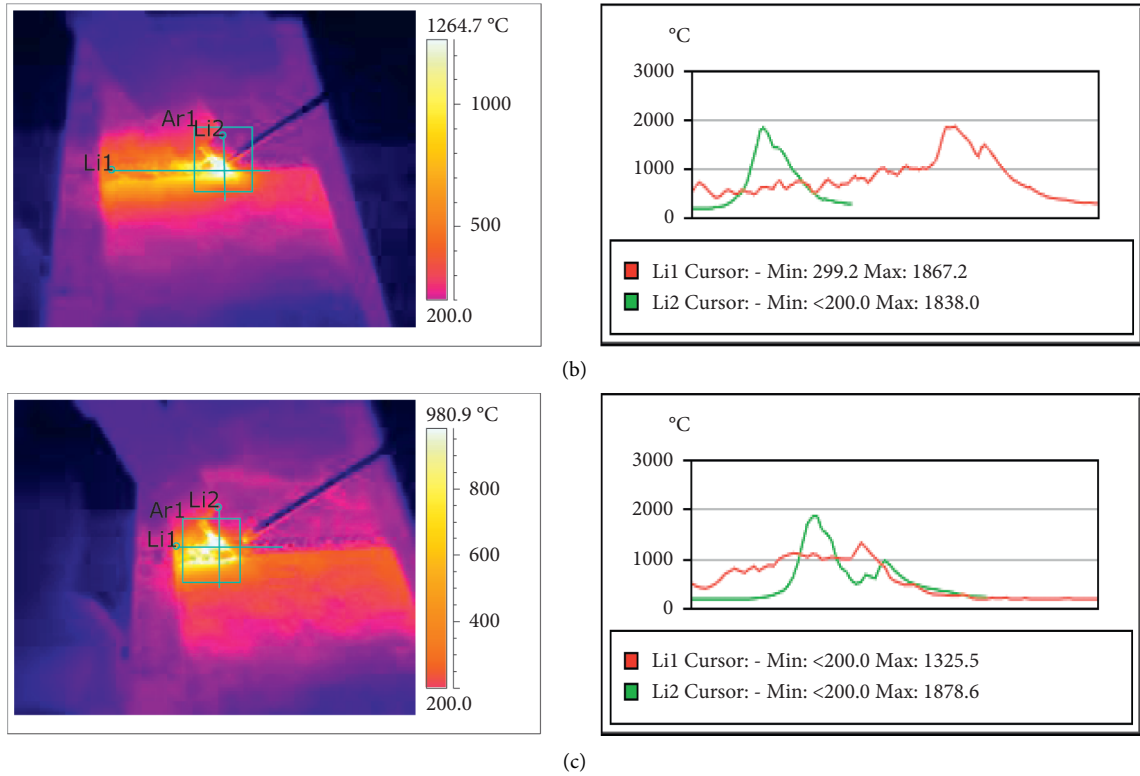 1264.7 °C
1000
500
200.0
Ar1
Li2
Li1
°C
3000
2000
1000
0
Li1 Cursor: - Min: 299.2 Max: 1867.2
Li2 Cursor: - Min: <200.0 Max: 1838.0
(b)
980.9 °C
800
600
400
200.0
Li2
Ar1
Li1
°C
3000
2000
1000
0
Li1 Cursor: - Min: <200.0 Max: 1325.5
Li2 Cursor: - Min: <200.0 Max: 1878.6
(c)